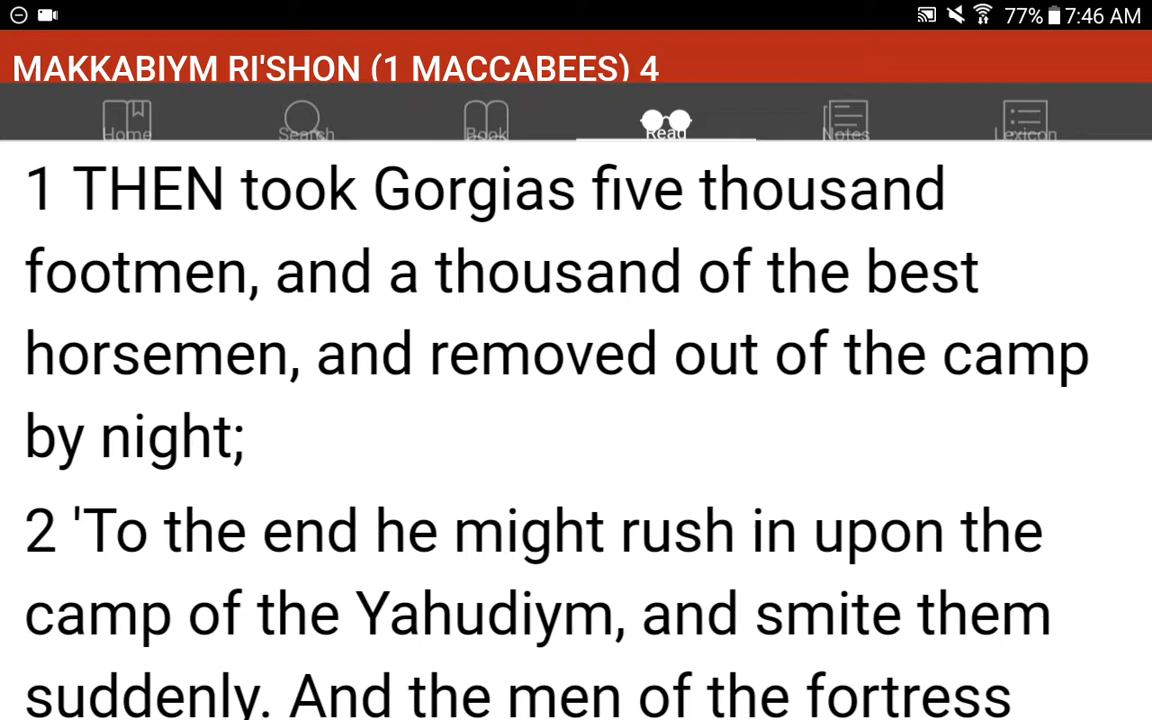 77% 7:46 AM
MAKKABIYM RI'SHON (1 MACCABEES) 4
Home Search Book Read Notes Lexicon
1 THEN took Gorgias five thousand
footmen, and a thousand of the best
horsemen, and removed out of the camp
by night;
2 'To the end he might rush in upon the
camp of the Yahudiym, and smite them
suddenly. And the men of the fortress